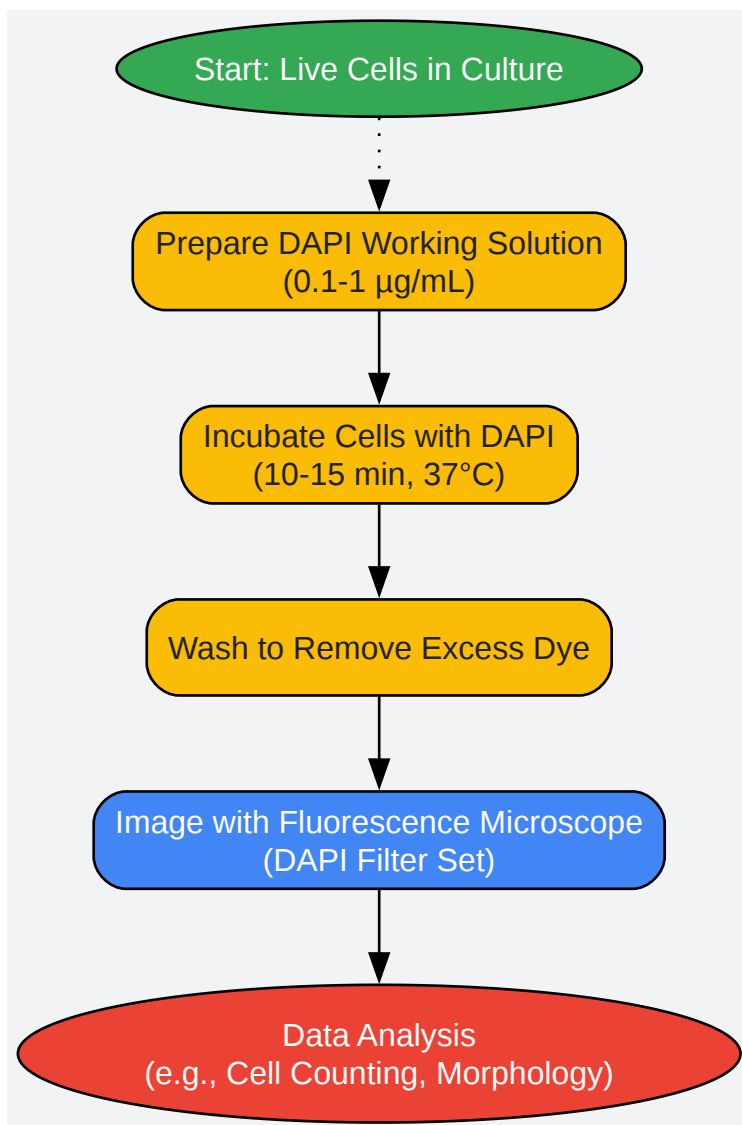 Start: Live Cells in Culture
Prepare DAPI Working Solution
(0.1-1 µg/mL)
Incubate Cells with DAPI
(10-15 min, 37°C)
Wash to Remove Excess Dye
Image with Fluorescence Microscope
(DAPI Filter Set)
Data Analysis
(e.g., Cell Counting, Morphology)